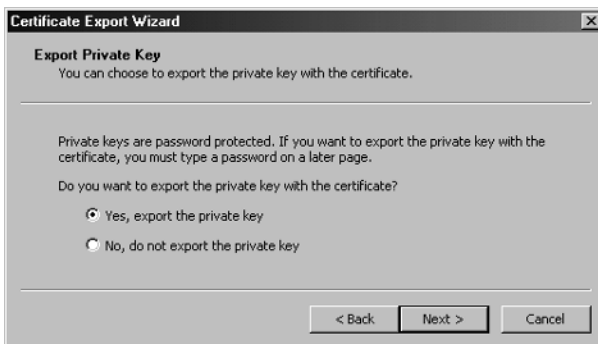 Certificate Export Wizard
Export Private Key
You can choose to export the private key with the certificate.
Private keys are password protected. If you want to export the private key with the
certificate, you must type a password on a later page.
Do you want to export the private key with the certificate?
Yes, export the private key
No, do not export the private key
< Back Next > Cancel